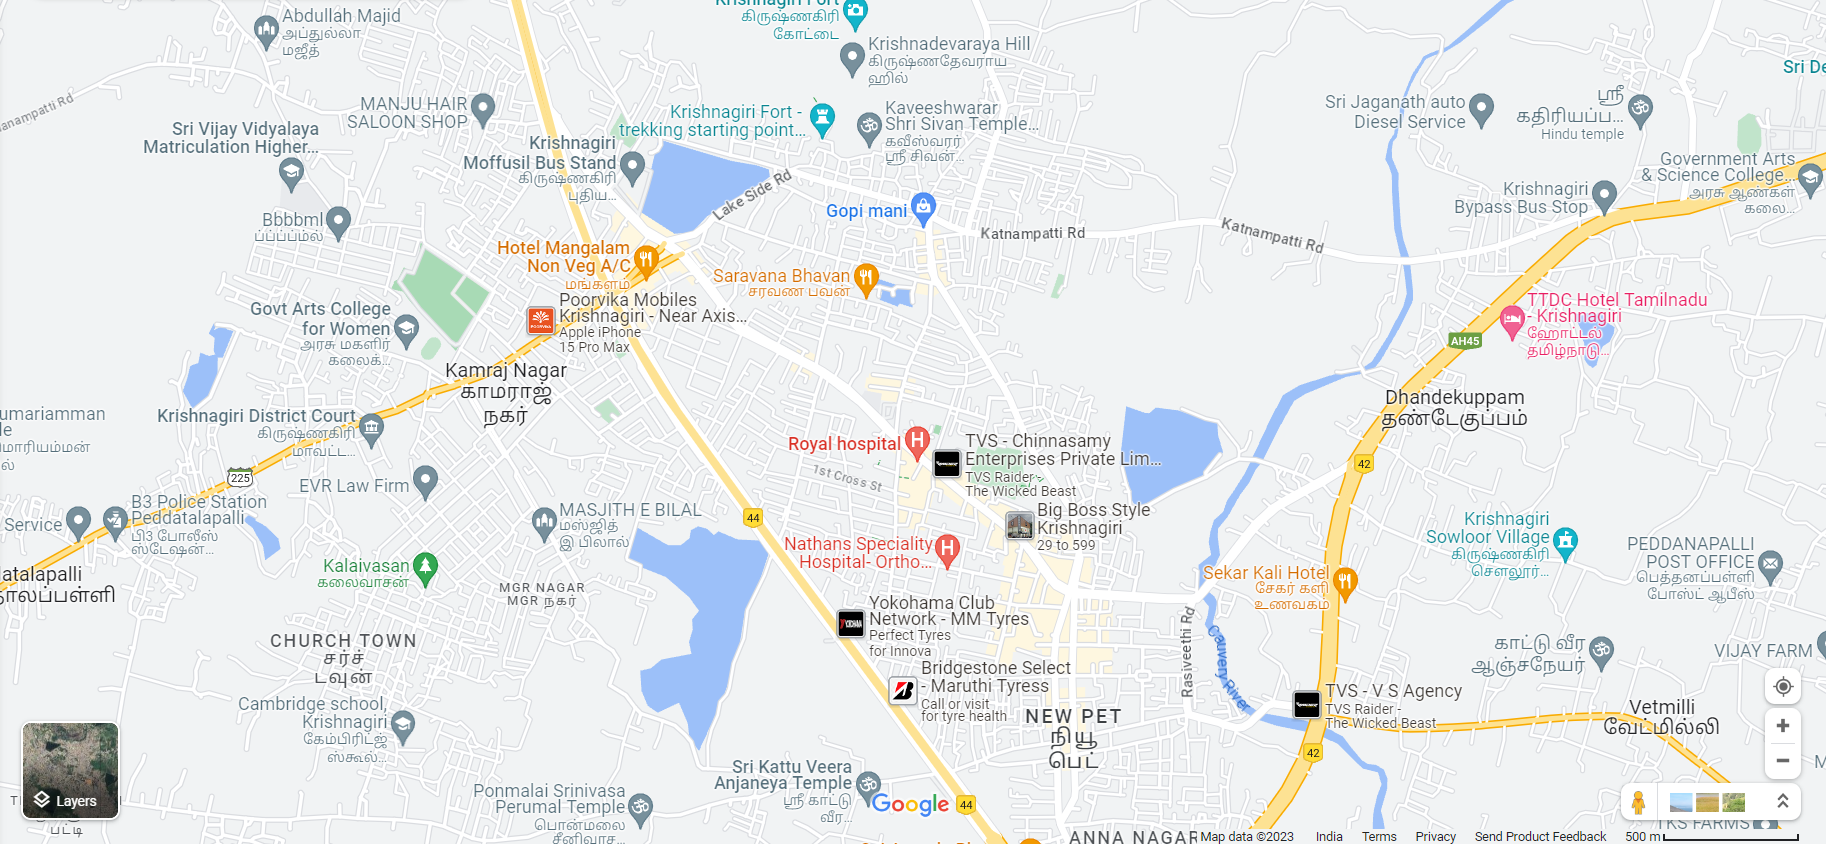 Krishnagiri Fort
கிருஷ்ணகிரி
கோட்டை
Abdullah Majid
அப்துல்லா
மஜீத்
Krishnadevaraya Hill
கிருஷ்ணதேவராய
ஹில்
Sri De
MANJU HAIR
SALOON SHOP
Sri Vijay Vidyalaya
Matriculation Higher...
Krishnagiri
Moffusil Bus Stand
கிருஷ்ணகிரி
புதிய...
Krishnagiri Fort -
trekking starting point...
Kaveeshwarar
Shri Sivan Temple...
கவீஸ்வரர்
ஸ்ரீ சிவன்...
Sri Jaganath auto
Diesel Service
ஸ்ரீ
கதிரியப்ப...
Hindu temple
Government Arts
& Science College...
அரசு ஆண்கள்
கலை...
Krishnagiri
Bypass Bus Stop
Lake Side Rd
Bbbbml
ப்ப்ப்ப்ம்ல்
Gopi mani
Katnampatti Rd
Katnampatti Rd
Hotel Mangalam
Non Veg A/C
மங்களம்
Saravana Bhavan
சரவண பவன்
Poorvika Mobiles
Krishnagiri - Near Axis...
Apple iPhone
15 Pro Max
Govt Arts College
for Women
அரசு மகளிர்
கலைக்...
TTDC Hotel Tamilnadu
- Krishnagiri
ஹோட்டல்
தமிழ்நாடு...
AH45
Kamraj Nagar
காமராஜ்
நகர்
Dhandekuppam
தண்டேகுப்பம்
umariamman
le
மாரியம்மன்
ல்
Krishnagiri District Court
கிருஷ்ணகிரி
மாவட்ட...
Royal hospital
TVS - Chinnasamy
Enterprises Private Lim...
TVS Raider -
The Wicked Beast
1st Cross St
42
225
EVR Law Firm
B3 Police Station
Peddatalapalli
பி3 போலீஸ்
ஸ்டேஷன்...
Service
MASJITH E BILAL
மஸ்ஜித்
இ பிலால்
44
Big Boss Style
Krishnagiri
29 to 599
Nathans Speciality
Hospital- Ortho...
Krishnagiri
Sowloor Village
கிருஷ்ணகிரி
சௌலூர்...
PEDDANAPALLI
POST OFFICE
பெத்தனப்பள்ளி
போஸ்ட் ஆபீஸ்
Kalaivasan
கலைவாசன்
atalapalli
தாலப்பள்ளி
MGR NAGAR
MGR நகர்
Sekar Kali Hotel
சேகர் களி
உணவகம்
Yokohama Club
Network - MM Tyres
Perfect Tyres
for Innova
Rasiveethi Rd
Cauvery River
CHURCH TOWN
சர்ச்
டவுன்
காட்டு வீர
ஆஞ்சநேயர்
VIJAY FARM
Bridgestone Select
- Maruthi Tyress
Call or visit
for tyre health
TVS - V S Agency
TVS Raider -
The Wicked Beast
Cambridge school,
Krishnagiri
கேம்பிரிட்ஜ்
ஸ்கூல்...
NEW PET
நியூ
பெட்
Vetmilli
வேட்மில்லி
42
Sri Kattu Veera
Anjaneya Temple
ஸ்ரீ காட்டு
வீர...
Ponmalai Srinivasa
Perumal Temple
பொன்மலை
சீனிவாச...
Layers
பட்டி
Google
44
TKS FARMS
ANNA NAGAR
Map data ©2023 India Terms Privacy Send Product Feedback 500 m